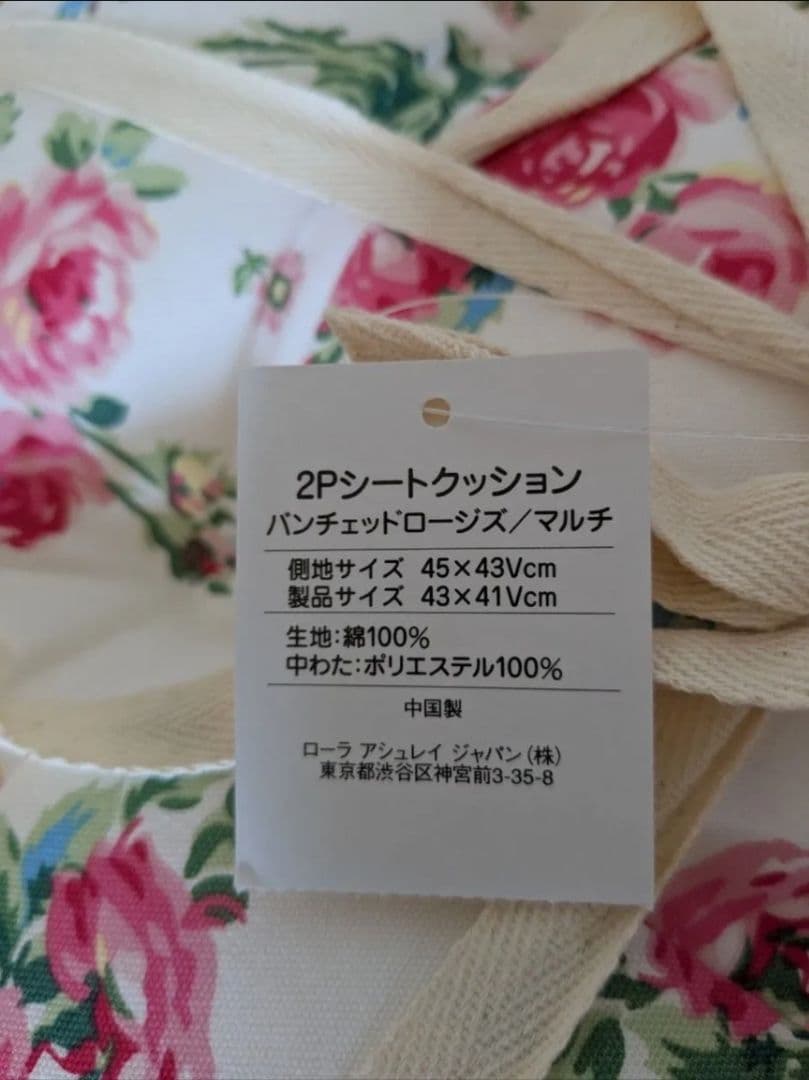 2Pシートクッション
バンチェッドロージズ／マルチ
側地サイズ 45×43Vcm
製品サイズ 43×41Vcm
生地：綿100%
中わた：ポリエステル100%
中国製
ローラ アシュレイ ジャパン（株）
東京都渋谷区神宮前3-35-8